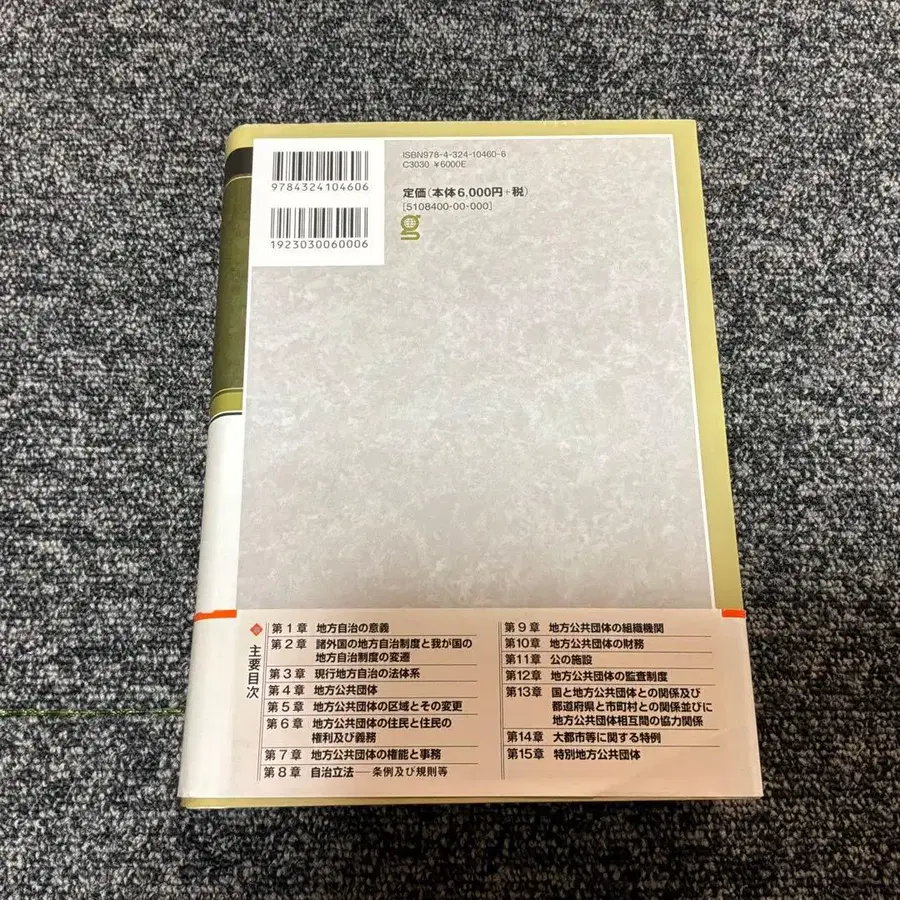 9784324104606
1923030060006
ISBN978-4-324-10460-6
C3030 ¥6000E
定価(本体6,000円+税)
[5108400-00-000]
主要目次
第1章 地方自治の意義
第2章 諸外国の地方自治制度と我が国の
地方自治制度の変遷
第3章 現行地方自治の法体系
第4章 地方公共団体
第5章 地方公共団体の区域とその変更
第6章 地方公共団体の住民と住民の
権利及び義務
第7章 地方公共団体の権能と事務
第8章 自治立法―条例及び規則等
第9章 地方公共団体の組織機関
第10章 地方公共団体の財務
第11章 公の施設
第12章 地方公共団体の監査制度
第13章 国と地方公共団体との関係及び
都道府県と市町村との関係並びに
地方公共団体相互間の協力関係
第14章 大都市等に関する特例
第15章 特別地方公共団体